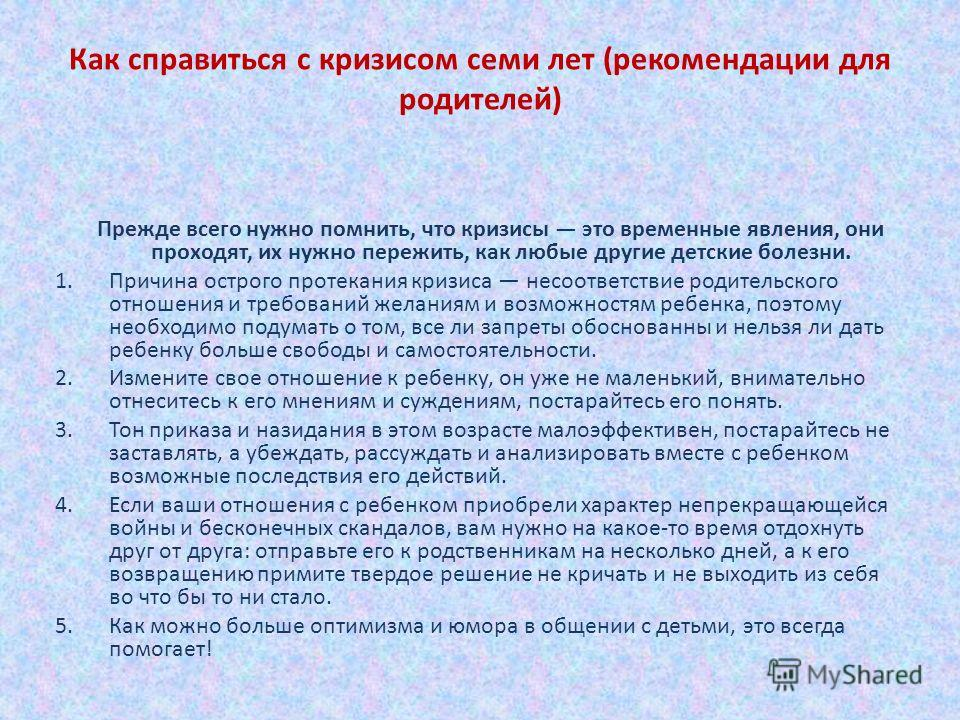 Как справиться с кризисом семи лет (рекомендации для
родителей)
Прежде всего нужно помнить, что кризисы — это временные явления, они
проходят, их нужно пережить, как любые другие детские болезни.
1. Причина острого протекания кризиса — несоответствие родительского
отношения и требований желаниям и возможностям ребенка, поэтому
необходимо подумать о том, все ли запреты обоснованны и нельзя ли дать
ребенку больше свободы и самостоятельности.
2. Измените свое отношение к ребенку, он уже не маленький, внимательно
отнеситесь к его мнениям и суждениям, постарайтесь его понять.
3. Тон приказа и назидания в этом возрасте малоэффективен, постарайтесь не
заставлять, а убеждать, рассуждать и анализировать вместе с ребенком
возможные последствия его действий.
4. Если ваши отношения с ребенком приобрели характер непрекращающейся
войны и бесконечных скандалов, вам нужно на какое-то время отдохнуть
друг от друга: отправьте его к родственникам на несколько дней, а к его
возвращению примите твердое решение не кричать и не выходить из себя
во что бы то ни стало.
5. Как можно больше оптимизма и юмора в общении с детьми, это всегда
помогает!
MyShared